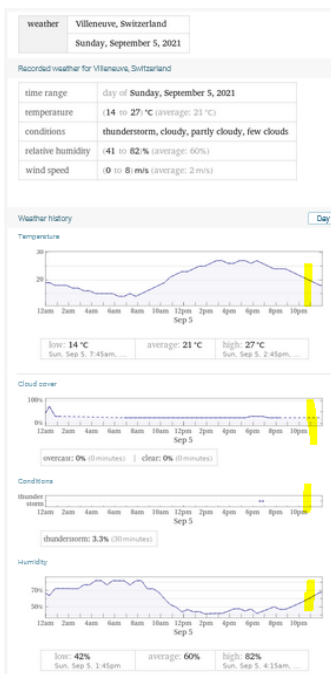 weather Villeneuve, Switzerland
Sunday, September 5, 2021
Recorded weather for Villeneuve, Switzerland
time range day of Sunday, September 5, 2021
temperature (14 to 27) °C (average: 21 °C)
conditions thunderstorm, cloudy, partly cloudy, few clouds
relative humidity (41 to 82)% (average: 60%)
wind speed (0 to 8) m/s (average: 2 m/s)
Weather history Day
Temperature
30
20
12am 2am 4am 6am 8am 10am 12pm 2pm 4pm 6pm 8pm 10pm
Sep 5
low: 14 °C average: 21 °C high: 27 °C
Sun, Sep 5, 7:45am, ... Sun, Sep 5, 2:45pm, ...
Cloud cover
100%
0%
12am 2am 4am 6am 8am 10am 12pm 2pm 4pm 6pm 8pm 10pm
Sep 5
overcast: 0% (0 minutes) | clear: 0% (0 minutes)
Conditions
thunder
storm
12am 2am 4am 6am 8am 10am 12pm 2pm 4pm 6pm 8pm 10pm
Sep 5
thunderstorm: 3.3% (30 minutes)
Humidity
70%
50%
12am 2am 4am 6am 8am 10am 12pm 2pm 4pm 6pm 8pm 10pm
Sep 5
low: 42% average: 60% high: 82%
Sun, Sep 5, 1:45pm Sun, Sep 5, 4:15am, ...